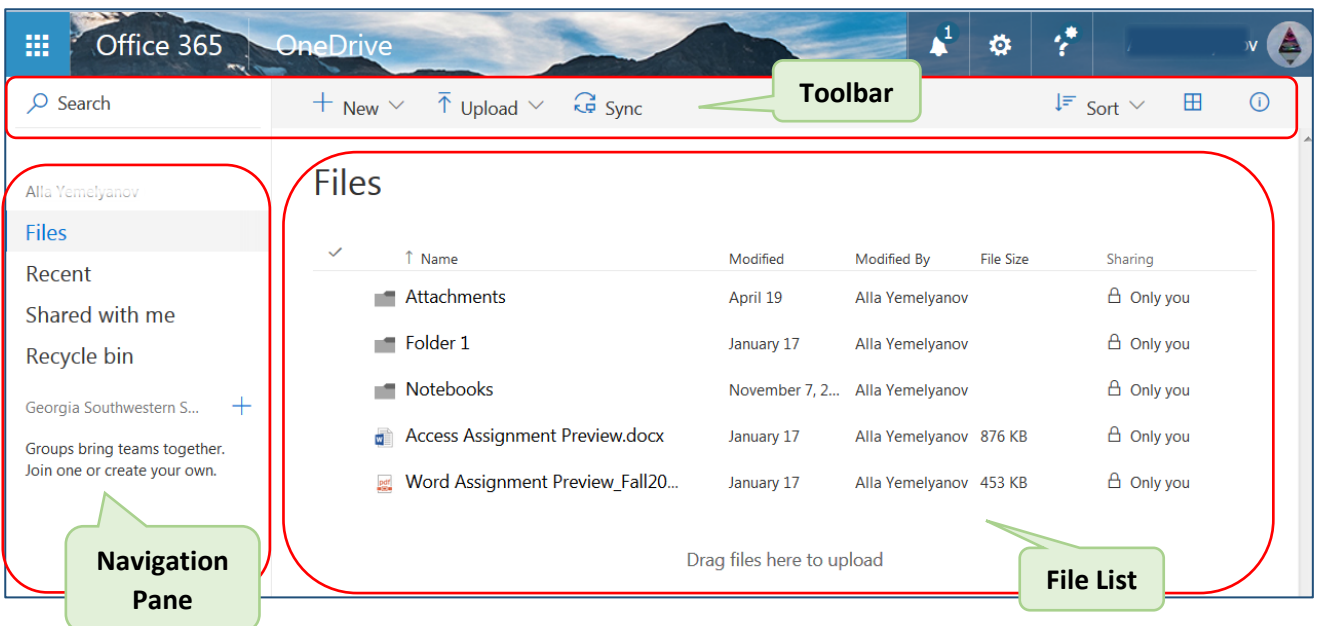 Office 365 OneDrive 1
Search New Upload Sync Toolbar Sort
Alla Yemelyanov
Files
Recent
Shared with me
Recycle bin
Georgia Southwestern S...
Groups bring teams together.
Join one or create your own.
Navigation
Pane
Files
Name Modified Modified By File Size Sharing
Attachments April 19 Alla Yemelyanov Only you
Folder 1 January 17 Alla Yemelyanov Only you
Notebooks November 7, 2... Alla Yemelyanov Only you
Access Assignment Preview.docx January 17 Alla Yemelyanov 876 KB Only you
Word Assignment Preview_Fall20... January 17 Alla Yemelyanov 453 KB Only you
Drag files here to upload
File List